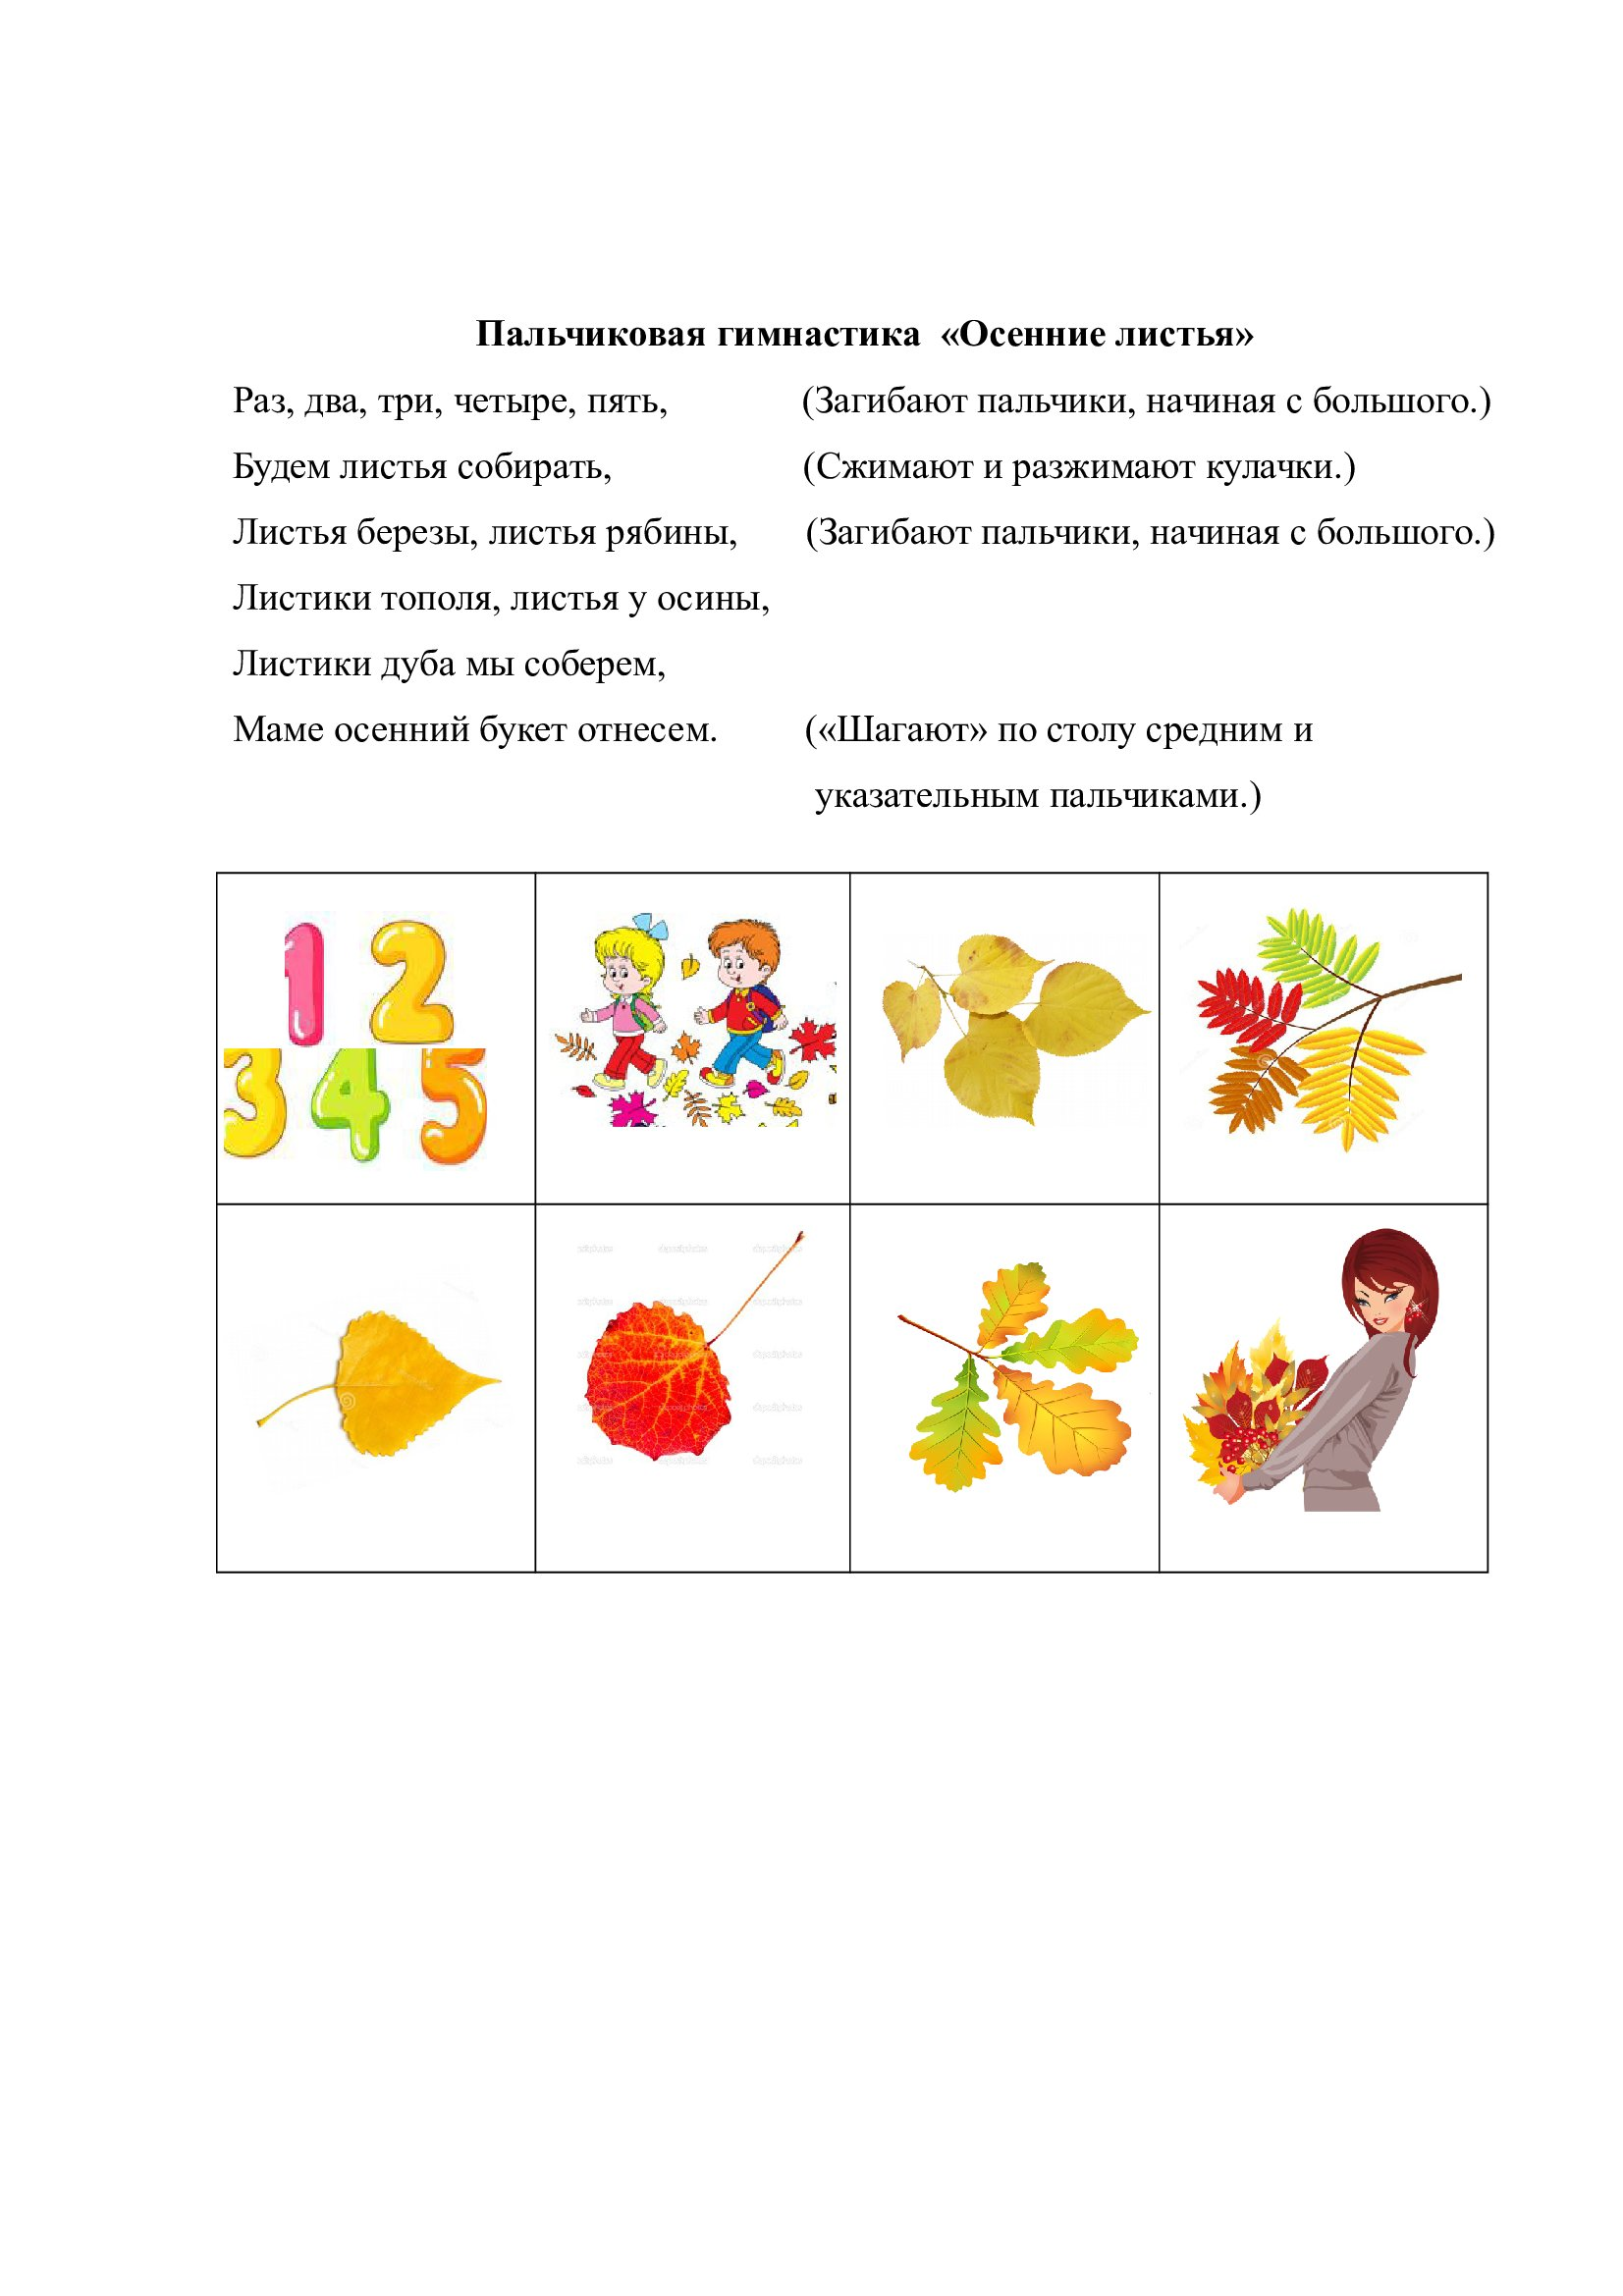 Пальчиковая гимнастика «Осенние листья»
Раз, два, три, четыре, пять, (Загибают пальчики, начиная с большого.)
Будем листья собирать, (Сжимают и разжимают кулачки.)
Листья березы, листья рябины, (Загибают пальчики, начиная с большого.)
Листики тополя, листья у осины,
Листики дуба мы соберем,
Маме осенний букет отнесем. («Шагают» по столу средним и
указательным пальчиками.)
1 2
3 4 5